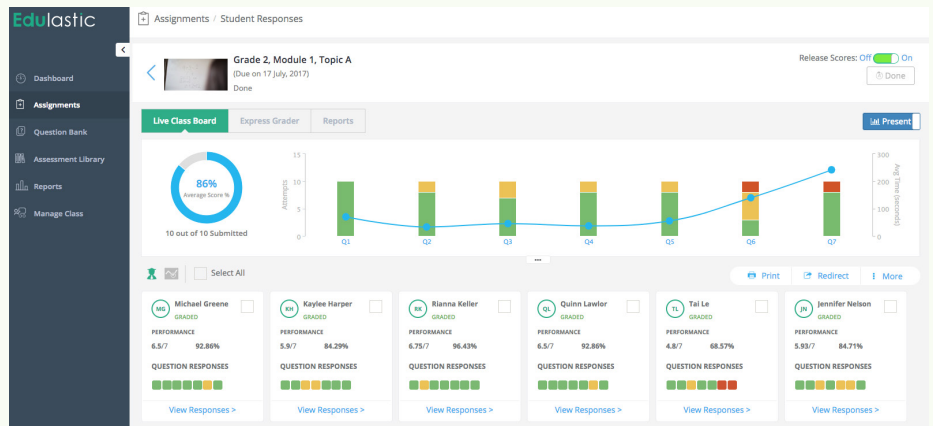 Edulastic
Assignments / Student Responses
Dashboard
Assignments
Question Bank
Assessment Library
Reports
Manage Class
Grade 2, Module 1, Topic A
(Due on 17 July, 2017)
Done
Release Scores: Off On
Done
Live Class Board Express Grader Reports
Present
86%
Average Score %
10 out of 10 Submitted
Attempts
15
10
5
0
Q1 Q2 Q3 Q4 Q5 Q6 Q7
300
200
100
0
Avg. Time (seconds)
Select All
Print Redirect More
MG Michael Greene
GRADED
PERFORMANCE
6.5/7 92.86%
QUESTION RESPONSES
View Responses >
KH Kaylee Harper
GRADED
PERFORMANCE
5.9/7 84.29%
QUESTION RESPONSES
View Responses >
RK Rianna Keller
GRADED
PERFORMANCE
6.75/7 96.43%
QUESTION RESPONSES
View Responses >
QL Quinn Lawlor
GRADED
PERFORMANCE
6.5/7 92.86%
QUESTION RESPONSES
View Responses >
TL Tai Le
GRADED
PERFORMANCE
4.8/7 68.57%
QUESTION RESPONSES
View Responses >
JN Jennifer Nelson
GRADED
PERFORMANCE
5.93/7 84.71%
QUESTION RESPONSES
View Responses >